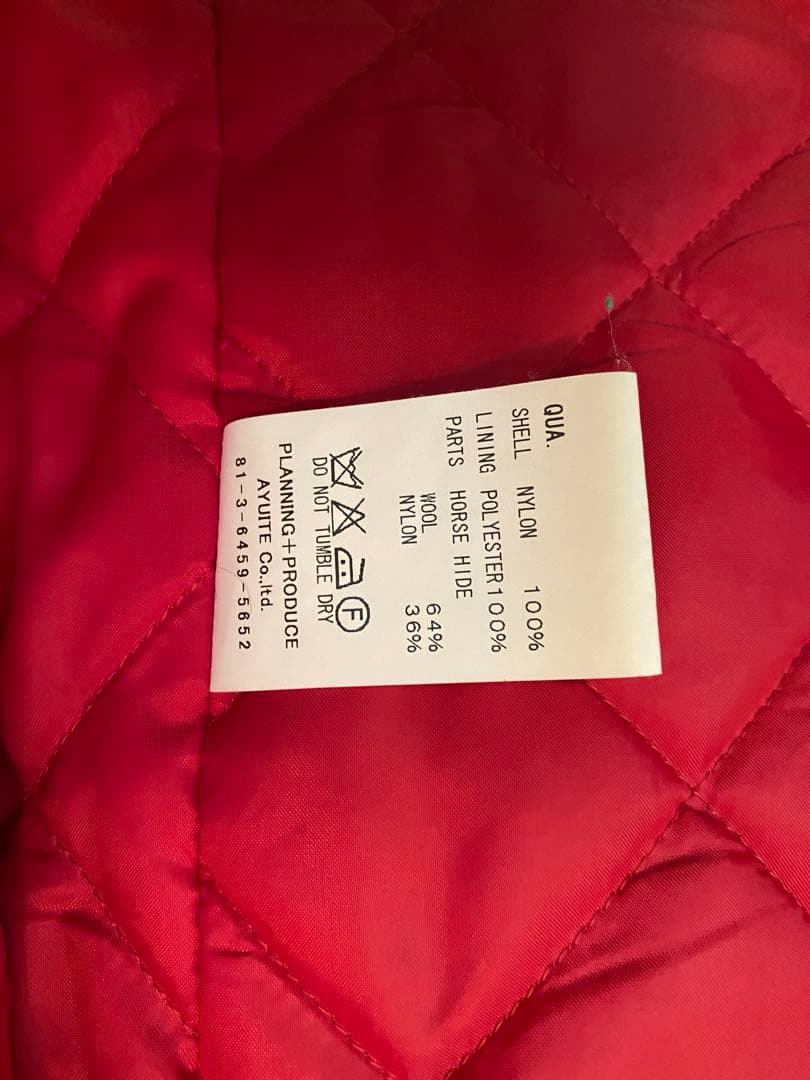 QUA.
SHELL NYLON 100%
LINING POLYESTER100%
PARTS HORSE HIDE
WOOL 64%
NYLON 36%
F
DO NOT TUMBLE DRY
PLANNING+PRODUCE
AYUITE Co.,ltd.
81-3-6459-5652